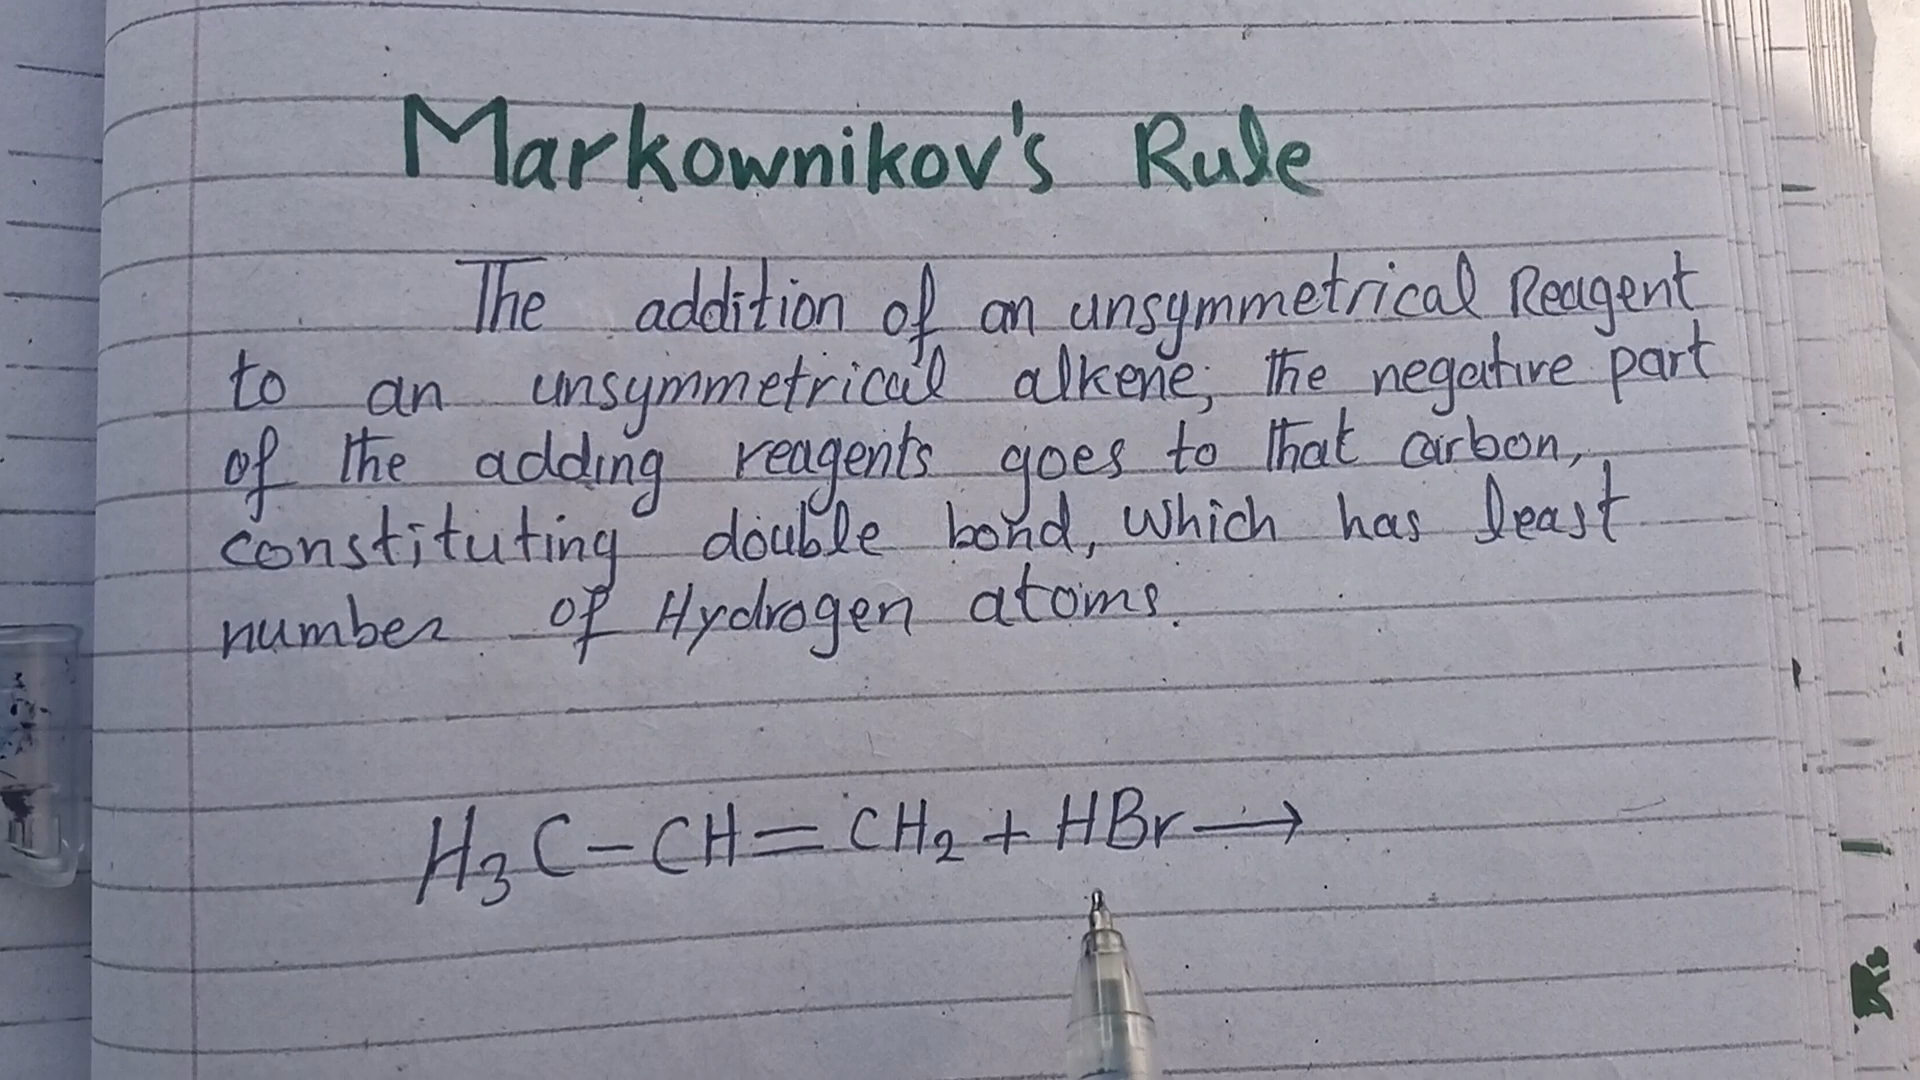 Markownikov's Rule
The addition of an unsymmetrical Reagent
to an unsymmetrical alkene, the negative part
of the adding reagents goes to that carbon,
constituting double bond, which has least
number of Hydrogen atoms.
H₃C-CH=CH₂+HBr→